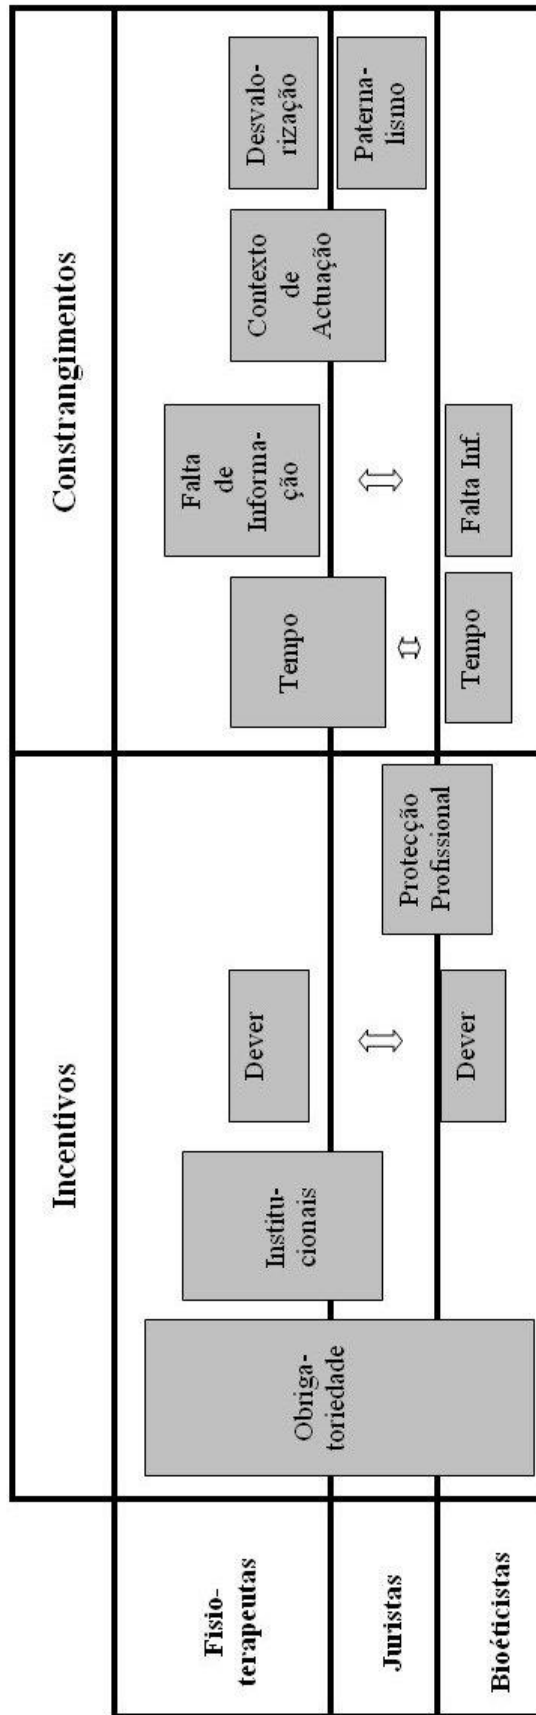 Incentivos
Constrangimentos
Fisio-
terapeutas
Juristas
Bioéticistas
Obriga-
toriedade
Institu-
cionais
Dever
Dever
Protecção
Profissional
Tempo
Tempo
Falta
de
Informa-
ção
Falta Inf.
Contexto
de
Actuação
Desvalo-
rização
Paterna-
lismo